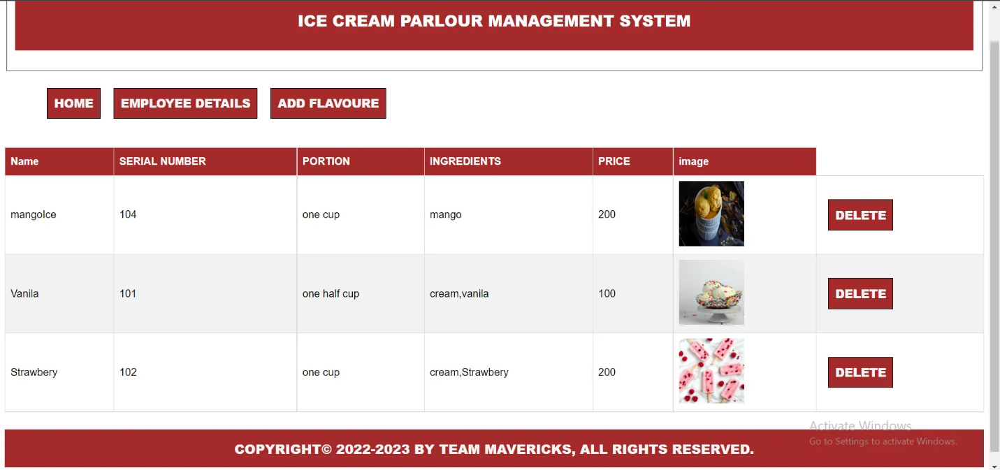 ICE CREAM PARLOUR MANAGEMENT SYSTEM
HOME EMPLOYEE DETAILS ADD FLAVOURE
Name SERIAL NUMBER PORTION INGREDIENTS PRICE image
mangoIce 104 one cup mango 200 DELETE
Vanila 101 one half cup cream,vanila 100 DELETE
Strawbery 102 one cup cream,Strawbery 200 DELETE
Activate Windows
Go to Settings to activate Windows.
COPYRIGHT© 2022-2023 BY TEAM MAVERICKS, ALL RIGHTS RESERVED.